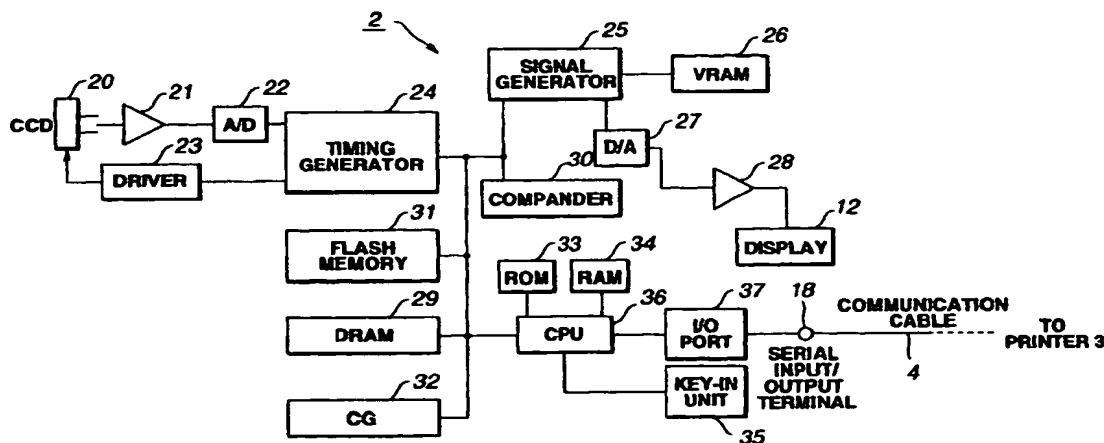 2
25
26
SIGNAL
GENERATOR
VRAM
20
21
22
24
CCD
A/D
TIMING
GENERATOR
27
D/A
28
23
DRIVER
30
COMPANDER
12
DISPLAY
31
FLASH
MEMORY
33
34
ROM
RAM
36
37
18
29
DRAM
CPU
I/O
PORT
COMMUNICATION
CABLE
TO
PRINTER 3
SERIAL
INPUT/
OUTPUT
TERMINAL
4
32
CG
KEY-IN
UNIT
35